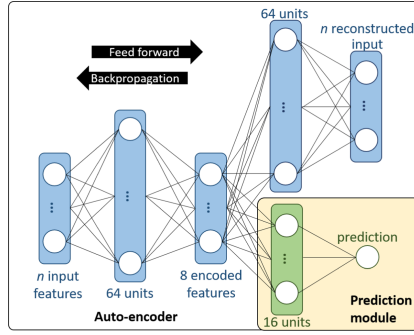 64 units
n reconstructed
input
Feed forward
Backpropagation
...
...
...
...
...
prediction
...
n input
features
64 units
8 encoded
features
16 units
Auto-encoder
Prediction
module